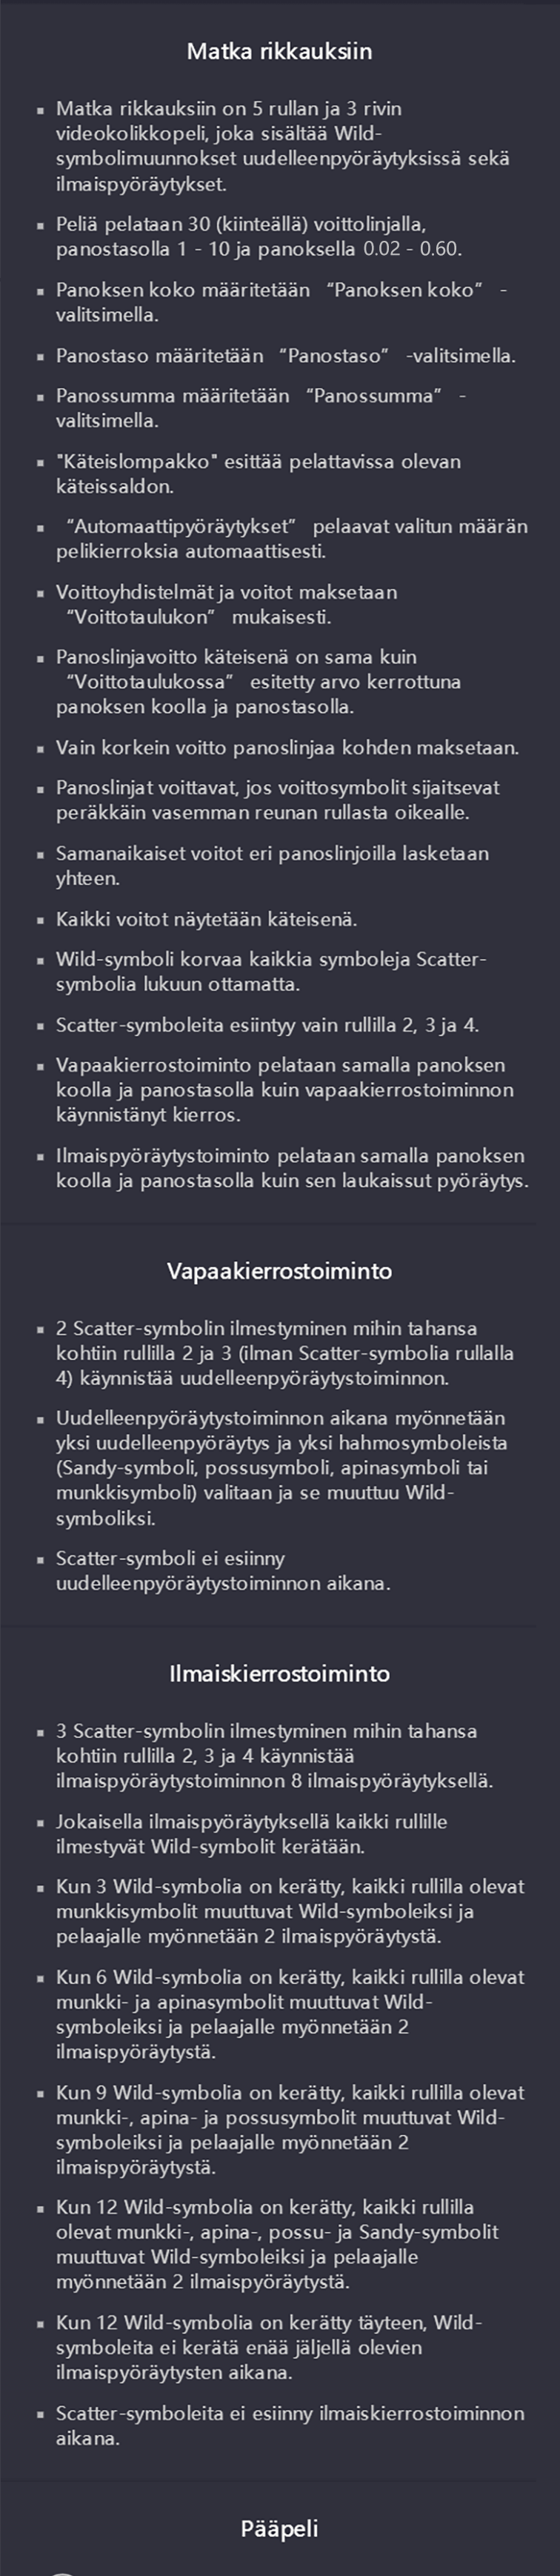 Matka rikkauksiin
▪ Matka rikkauksiin on 5 rullan ja 3 rivin
videokolikkopeli, joka sisältää Wild-
symbolimuunnokset uudelleenpyöräytyksissä sekä
ilmaispyöräytykset.
▪ Peliä pelataan 30 (kiinteällä) voittolinjalla,
panostasolla 1 - 10 ja panoksella 0.02 - 0.60.
▪ Panoksen koko määritetään “Panoksen koko” -
valitsimella.
▪ Panostaso määritetään “Panostaso” -valitsimella.
▪ Panossumma määritetään “Panossumma” -
valitsimella.
▪ "Käteislompakko" esittää pelattavissa olevan
käteissaldon.
▪ “Automaattipyöräytykset” pelaavat valitun määrän
pelikierroksia automaattisesti.
▪ Voittoyhdistelmät ja voitot maksetaan
“Voittotaulukon” mukaisesti.
▪ Panoslinjavoitto käteisenä on sama kuin
“Voittotaulukossa” esitetty arvo kerrottuna
panoksen koolla ja panostasolla.
▪ Vain korkein voitto panoslinjaa kohden maksetaan.
▪ Panoslinjat voittavat, jos voittosymbolit sijaitsevat
peräkkäin vasemman reunan rullasta oikealle.
▪ Samanaikaiset voitot eri panoslinjoilla lasketaan
yhteen.
▪ Kaikki voitot näytetään käteisenä.
▪ Wild-symboli korvaa kaikkia symboleja Scatter-
symbolia lukuun ottamatta.
▪ Scatter-symboleita esiintyy vain rullilla 2, 3 ja 4.
▪ Vapaakierrostoiminto pelataan samalla panoksen
koolla ja panostasolla kuin vapaakierrostoiminnon
käynnistänyt kierros.
▪ Ilmaispyöräytystoiminto pelataan samalla panoksen
koolla ja panostasolla kuin sen laukaissut pyöräytys.
Vapaakierrostoiminto
▪ 2 Scatter-symbolin ilmestyminen mihin tahansa
kohtiin rullilla 2 ja 3 (ilman Scatter-symbolia rullalla
4) käynnistää uudelleenpyöräytystoiminnon.
▪ Uudelleenpyöräytystoiminnon aikana myönnetään
yksi uudelleenpyöräytys ja yksi hahmosymboleista
(Sandy-symboli, possusymboli, apinasymboli tai
munkkisymboli) valitaan ja se muuttuu Wild-
symboliksi.
▪ Scatter-symboli ei esiinny
uudelleenpyöräytystoiminnon aikana.
Ilmaiskierrostoiminto
▪ 3 Scatter-symbolin ilmestyminen mihin tahansa
kohtiin rullilla 2, 3 ja 4 käynnistää
ilmaispyöräytystoiminnon 8 ilmaispyöräytyksellä.
▪ Jokaisella ilmaispyöräytyksellä kaikki rullille
ilmestyvät Wild-symbolit kerätään.
▪ Kun 3 Wild-symbolia on kerätty, kaikki rullilla olevat
munkkisymbolit muuttuvat Wild-symboleiksi ja
pelaajalle myönnetään 2 ilmaispyöräytystä.
▪ Kun 6 Wild-symbolia on kerätty, kaikki rullilla olevat
munkki- ja apinasymbolit muuttuvat Wild-
symboleiksi ja pelaajalle myönnetään 2
ilmaispyöräytystä.
▪ Kun 9 Wild-symbolia on kerätty, kaikki rullilla olevat
munkki-, apina- ja possusymbolit muuttuvat Wild-
symboleiksi ja pelaajalle myönnetään 2
ilmaispyöräytystä.
▪ Kun 12 Wild-symbolia on kerätty, kaikki rullilla
olevat munkki-, apina-, possu- ja Sandy-symbolit
muuttuvat Wild-symboleiksi ja pelaajalle
myönnetään 2 ilmaispyöräytystä.
▪ Kun 12 Wild-symbolia on kerätty täyteen, Wild-
symboleita ei kerätä enää jäljellä olevien
ilmaispyöräytysten aikana.
▪ Scatter-symboleita ei esiinny ilmaiskierrostoiminnon
aikana.
Pääpeli